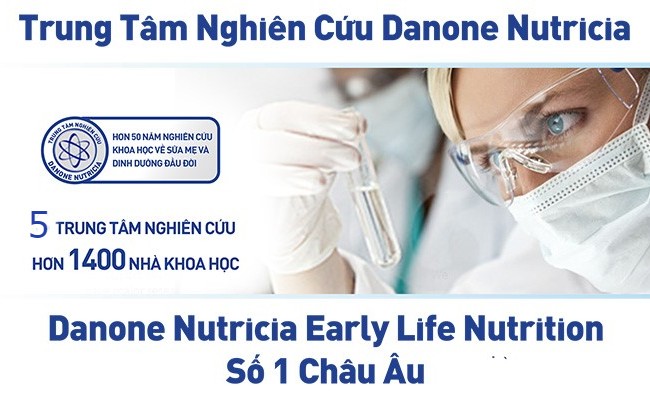 Trung Tâm Nghiên Cứu Danone Nutricia
TRUNG TÂM NGHIÊN CỨU
DANONE NUTRICIA
HƠN 50 NĂM NGHIÊN CỨU
KHOA HỌC VỀ SỮA MẸ VÀ
DINH DƯỠNG ĐẦU ĐỜI
5 TRUNG TÂM NGHIÊN CỨU
HƠN 1400 NHÀ KHOA HỌC
Danone Nutricia Early Life Nutrition
Số 1 Châu Âu